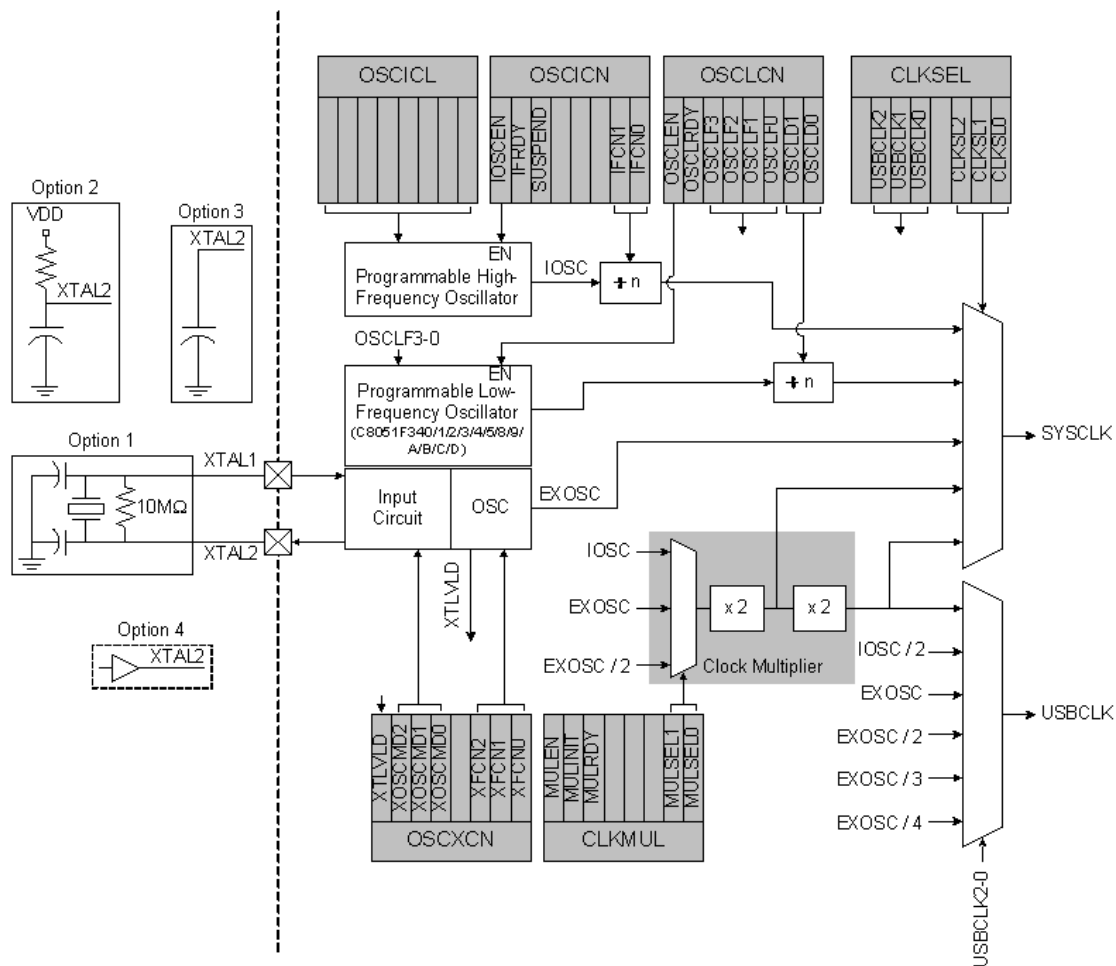 OSCICL
OSCICN
OSCLCN
CLKSEL
IOSCEN
IFRDY
SUSPEND
IFCN1
IFCN0
OSCLEN
OSCLRDY
OSCLF3
OSCLF2
OSCLF1
OSCLF0
OSCLD1
OSCLD0
USBCLK2
USBCLK1
USBCLK0
CLKSL2
CLKSL1
CLKSL0
Option 2
VDD
XTAL2
Option 3
XTAL2
EN
Programmable High-
Frequency Oscillator
IOSC
÷ n
OSCLF3-0
EN
Programmable Low-
Frequency Oscillator
(C8051F340/1/2/3/4/5/8/9/
A/B/C/D)
÷ n
SYSCLK
Option 1
10MΩ
XTAL1
XTAL2
Input
Circuit
OSC
EXOSC
XTLVLD
IOSC
EXOSC
EXOSC / 2
x 2
x 2
Clock Multiplier
Option 4
XTAL2
IOSC / 2
EXOSC
EXOSC / 2
EXOSC / 3
EXOSC / 4
USBCLK
USBCLK2-0
XTLVLD
XOSCMD2
XOSCMD1
XOSCMD0
XFCN2
XFCN1
XFCN0
OSCXCN
MULEN
MULINIT
MULRDY
MULSEL1
MULSEL0
CLKMUL